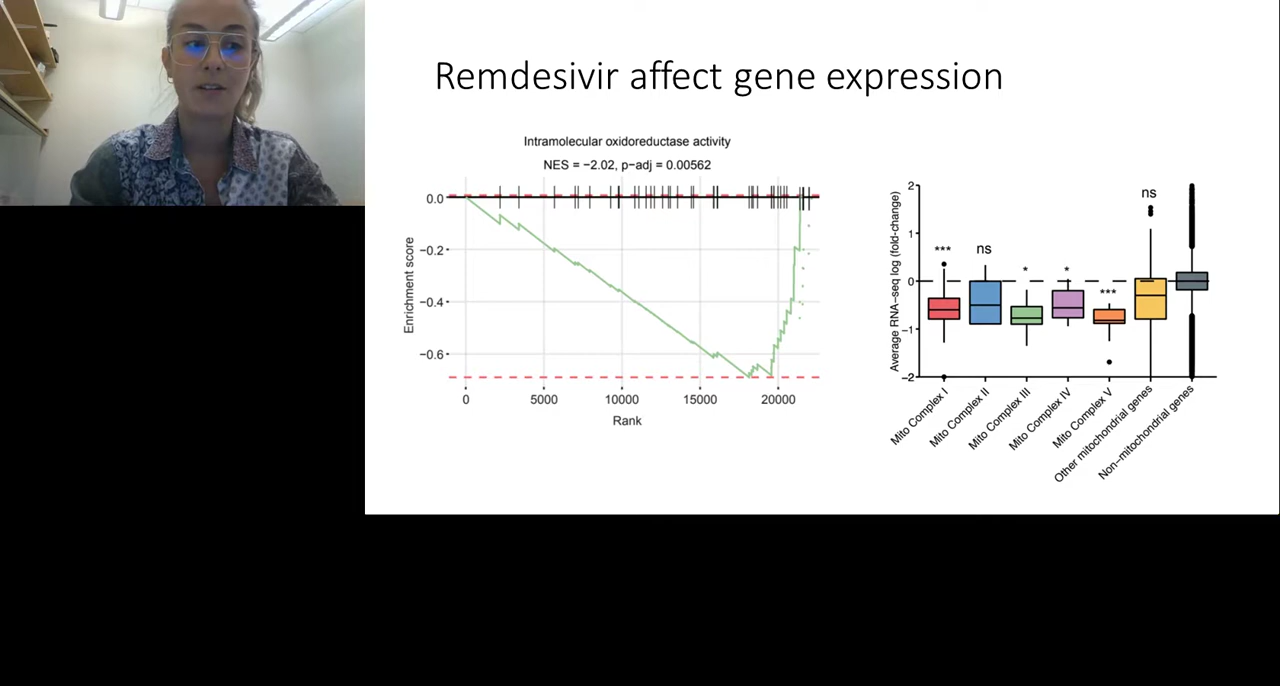 Remdesivir affect gene expression
Intramolecular oxidoreductase activity
NES = −2.02, p−adj = 0.00562
Enrichment score
0.0
−0.2
−0.4
−0.6
0
5000
10000
15000
20000
Rank
Average RNA−seq log (fold−change)
2
1
0
−1
−2
***
ns
*
*
***
ns
Mito Complex I
Mito Complex II
Mito Complex III
Mito Complex IV
Mito Complex V
Other mitochondrial genes
Non−mitochondrial genes